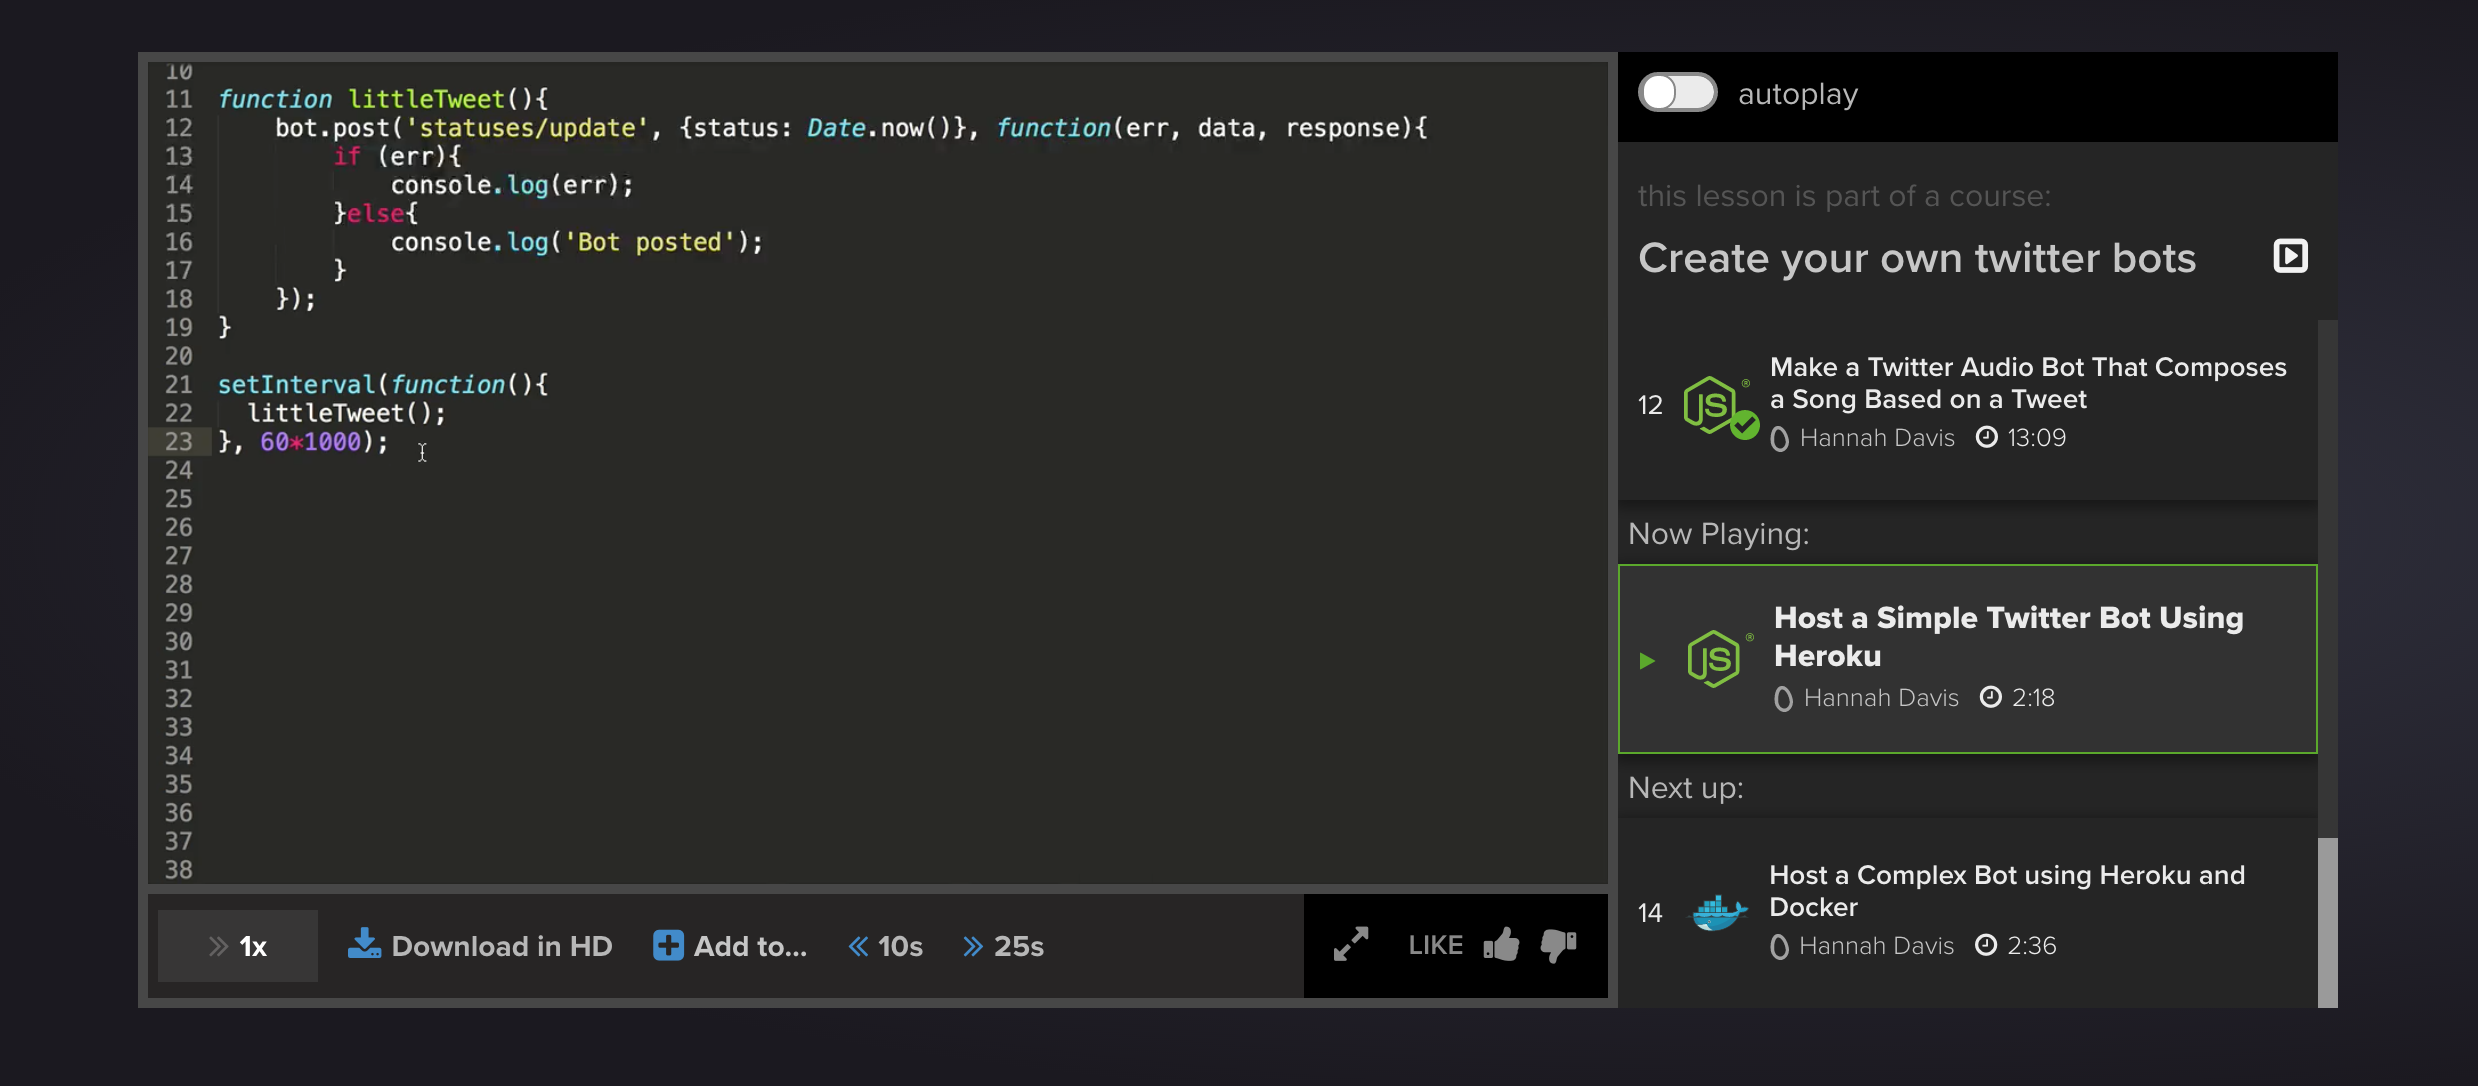 10
11 function littleTweet(){
12     bot.post('statuses/update', {status: Date.now()}, function(err, data, response){
13         if (err){
14             console.log(err);
15         }else{
16             console.log('Bot posted');
17         }
18     });
19 }
20
21 setInterval(function(){
22   littleTweet();
23 }, 60*1000);
24
25
26
27
28
29
30
31
32
33
34
35
36
37
38
1x Download in HD Add to... 10s 25s LIKE
autoplay
this lesson is part of a course:
Create your own twitter bots
12 JS® Make a Twitter Audio Bot That Composes
a Song Based on a Tweet
Hannah Davis 13:09
Now Playing:
JS® Host a Simple Twitter Bot Using
Heroku
Hannah Davis 2:18
Next up:
14 Host a Complex Bot using Heroku and
Docker
Hannah Davis 2:36